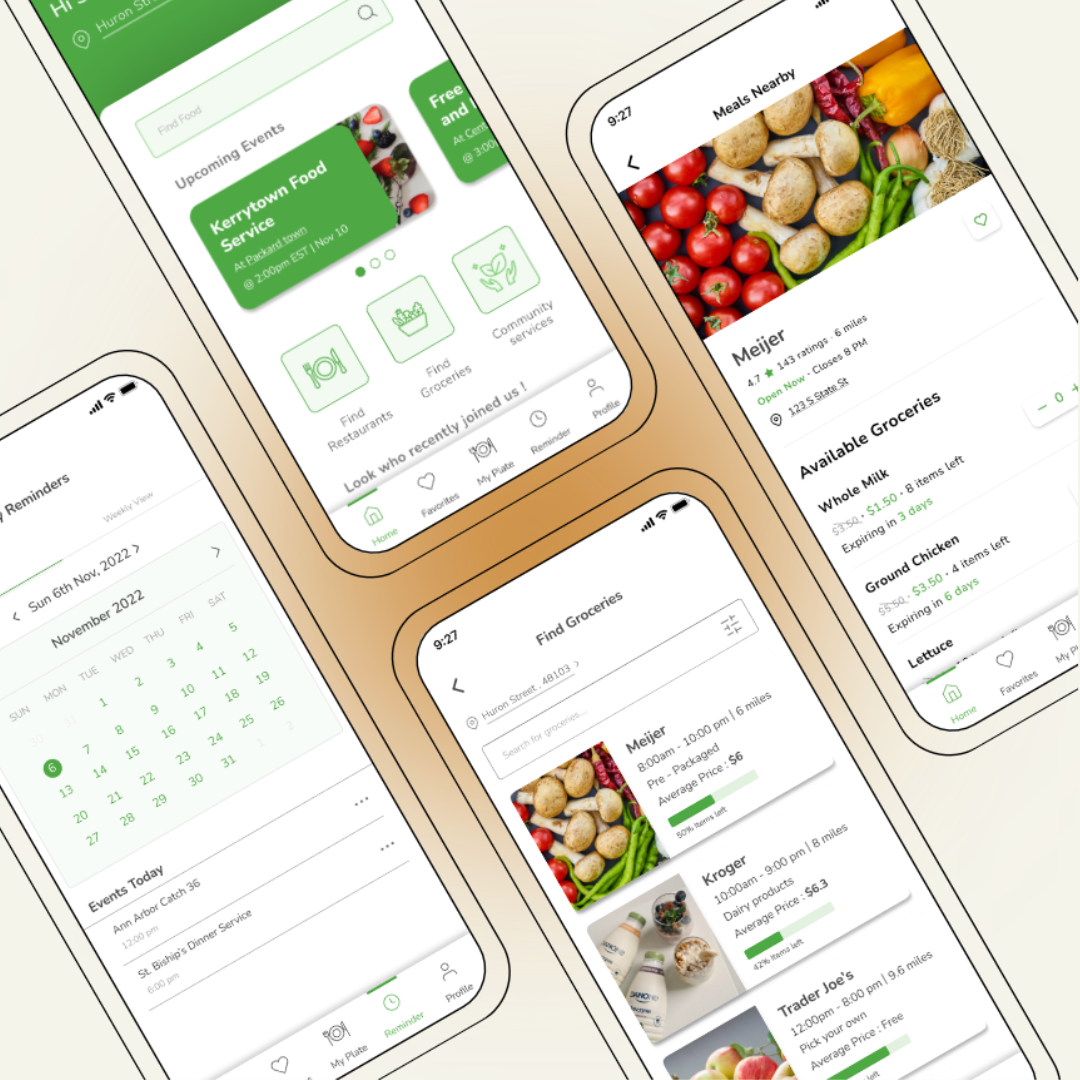 Hi
Huron Str
Find Food
Upcoming Events
Kerrytown Food
Service
At Packard town
@ 2:00pm EST | Nov 10
Free
and
At Cen
@ 3:00
Find
Restaurants
Find
Groceries
Community
services
Look who recently joined us !
Home
Favorites
My Plate
Reminder
Profile
9:27
Meals Nearby
Meijer
4.7 ★ 143 ratings · 6 miles
Open Now · Closes 8 PM
123 S State St
Available Groceries
− 0 +
Whole Milk
$3.50 · $1.50 · 8 items left
Expiring in 3 days
Ground Chicken
$5.50 · $3.50 · 4 items left
Expiring in 6 days
Lettuce
Home
Favorites
My Pl
y Reminders
Weekly View
Sun 6th Nov, 2022
November 2022
SUN MON TUE WED THU FRI SAT
1 2 3 4 5
6 7 8 9 10 11 12
13 14 15 16 17 18 19
20 21 22 23 24 25 26
27 28 29 30 31 1 2
Events Today
Ann Arbor Catch 36
12:00 pm
St. Biship's Dinner Service
6:00 pm
My Plate
Reminder
Profile
9:27
Find Groceries
Huron Street . 48103
Search for groceries...
Meijer
8:00am - 10:00 pm | 6 miles
Pre - Packaged
Average Price : $6
50% Items left
Kroger
10:00am - 9:00 pm | 8 miles
Dairy products
Average Price : $6.3
42% Items left
DANONE
Trader Joe's
12:00pm - 8:00 pm | 9.6 miles
Pick your own
Average Price : Free
left